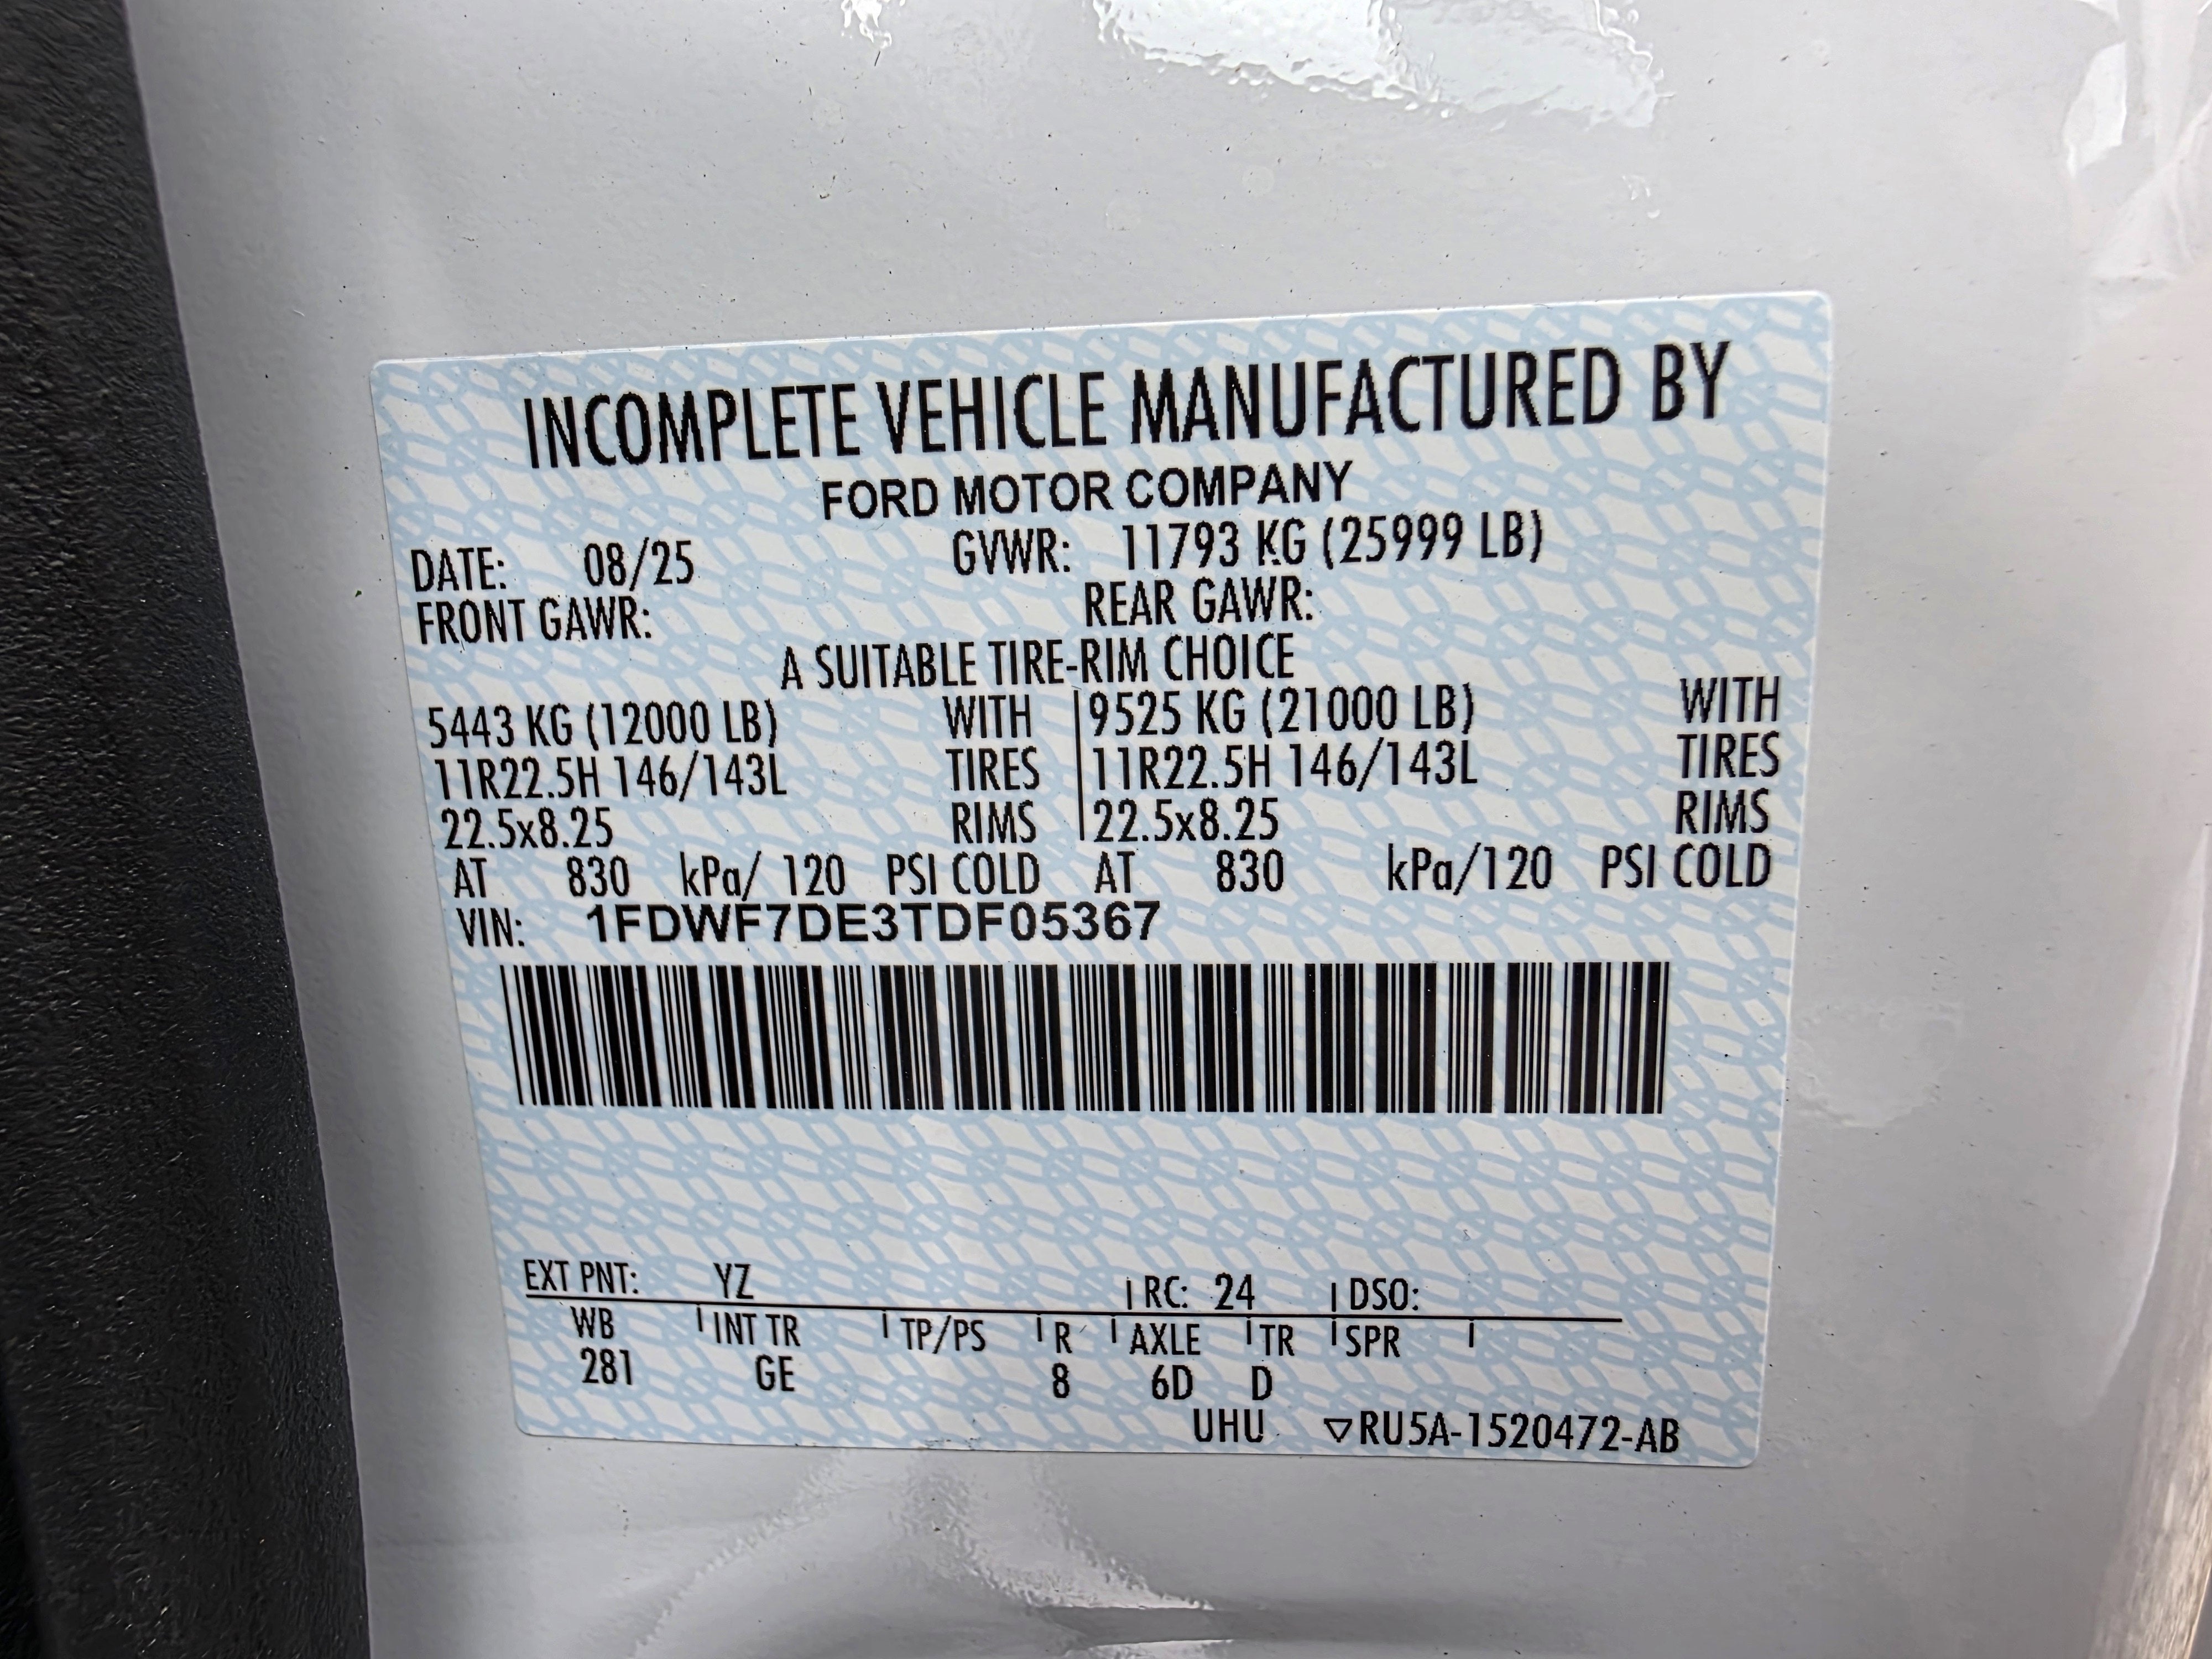 INCOMPLETE VEHICLE MANUFACTURED BY
FORD MOTOR COMPANY
DATE: 08/25 GVWR: 11793 KG (25999 LB)
FRONT GAWR: REAR GAWR:
A SUITABLE TIRE-RIM CHOICE
5443 KG (12000 LB) WITH 9525 KG (21000 LB) WITH
11R22.5H 146/143L TIRES 11R22.5H 146/143L TIRES
22.5x8.25 RIMS 22.5x8.25 RIMS
AT 830 kPa/ 120 PSI COLD AT 830 kPa/120 PSI COLD
VIN: 1FDWF7DE3TDF05367
EXT PNT: YZ RC: 24 DSO:
WB INT TR TP/PS R AXLE TR SPR
281 GE 8 6D D
UHU ▽RU5A-1520472-AB